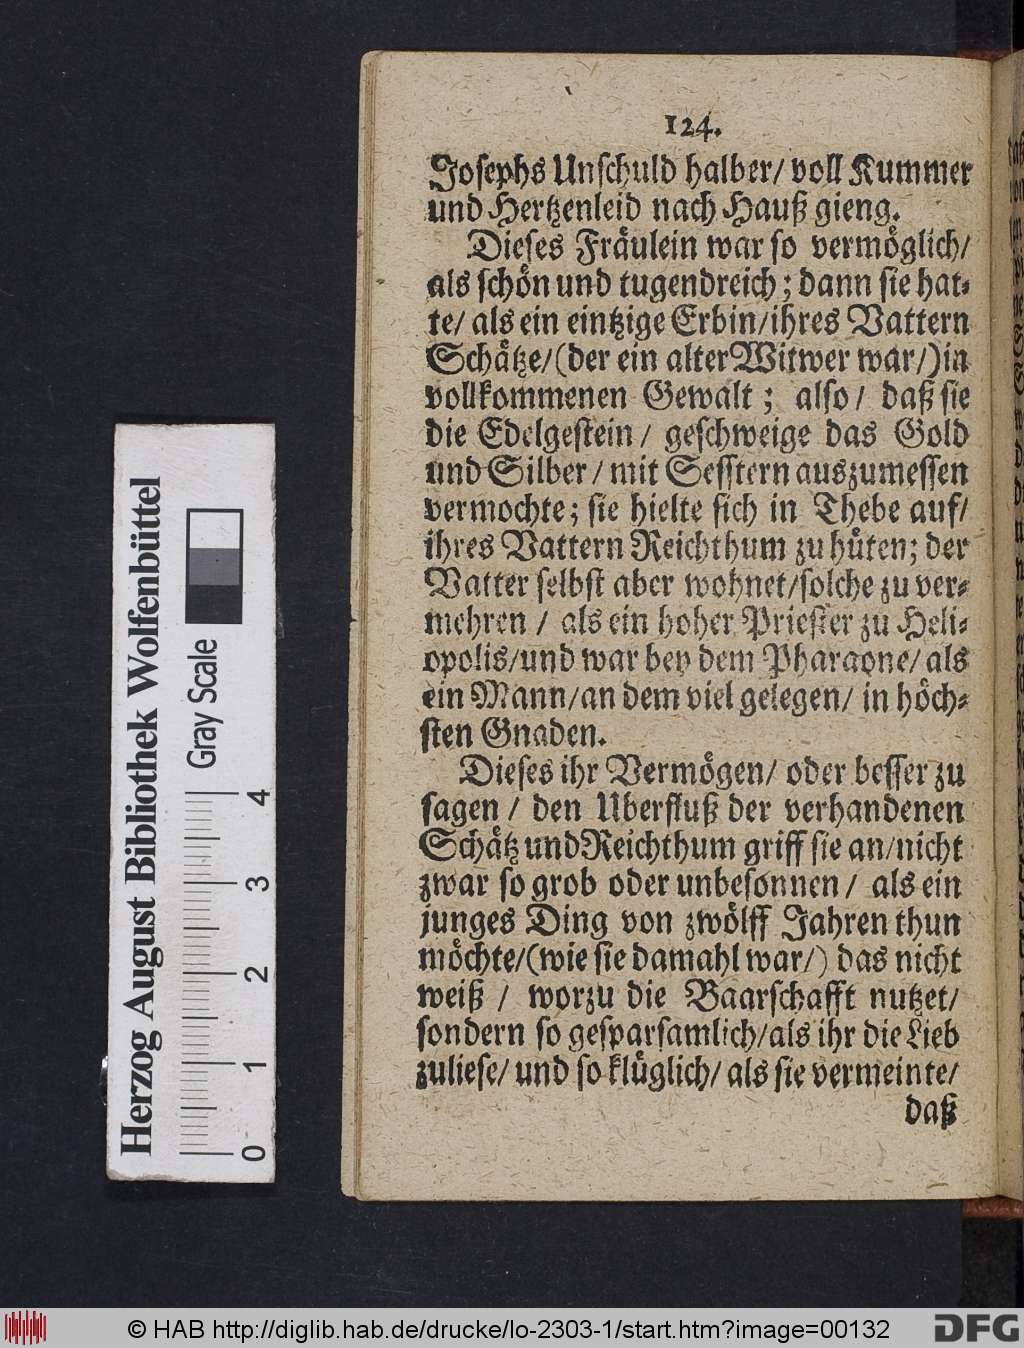 124.
Josephs Unschuld halber/ voll Kummer
und Hertzenleid nach Hauß gieng.
Dieses Fräulein war so vermöglich/
als schön und tugendreich; dann sie hat-
te/ als ein eintzige Erbin/ihres Vattern
Schätze/(der ein alter Witwer war/)in
vollkommenen Gewalt; also/ daß sie
die Edelgestein/ geschweige das Gold
und Silber/ mit Sesstern auszumessen
vermochte; sie hielte sich in Thebe auf/
ihres Vattern Reichthum zu hüten; der
Vatter selbst aber wohnet/solche zu ver-
mehren/ als ein hoher Priester zu Heli-
opolis/und war bey dem Pharaone/ als
ein Mann/an dem viel gelegen/ in höch-
sten Gnaden.
Dieses ihr Vermögen/ oder besser zu
sagen/ den Uberfluß der verhandenen
Schätz und Reichthum griff sie an/nicht
zwar so grob oder unbesonnen/ als ein
junges Ding von zwölff Jahren thun
möchte/(wie sie damahl war/) das nicht
weiß/ worzu die Baarschafft nutzet/
sondern so gesparsamlich/als ihr die Lieb
zuliese/ und so klüglich/ als sie vermeinte/
daß
Herzog August Bibliothek Wolfenbüttel
Gray Scale
0 1 2 3 4
© HAB http://diglib.hab.de/drucke/lo-2303-1/start.htm?image=00132
DFG